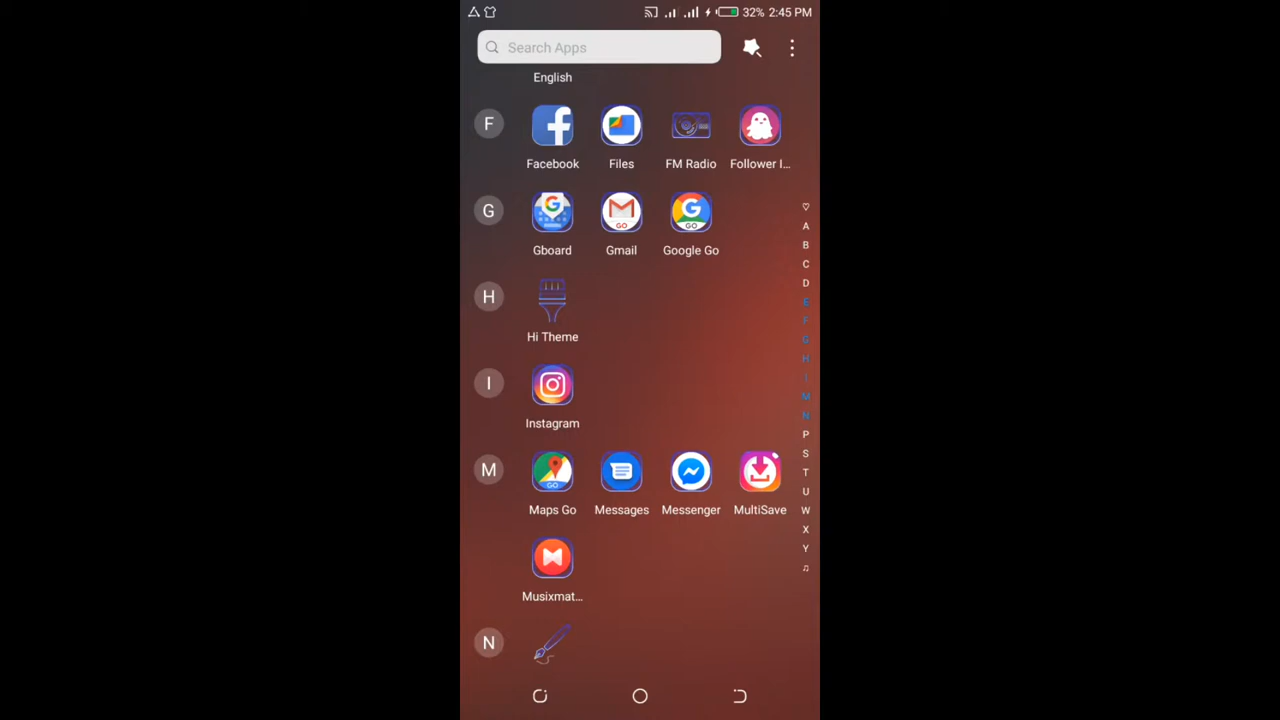 32% 2:45 PM
Search Apps
English
F
Facebook Files FM Radio Follower I...
G
Gboard Gmail Google Go
H
Hi Theme
I
Instagram
M
GO
Maps Go Messages Messenger MultiSave
Musixmat...
N
A
B
C
D
E
F
G
H
I
M
N
P
S
T
U
W
X
Y